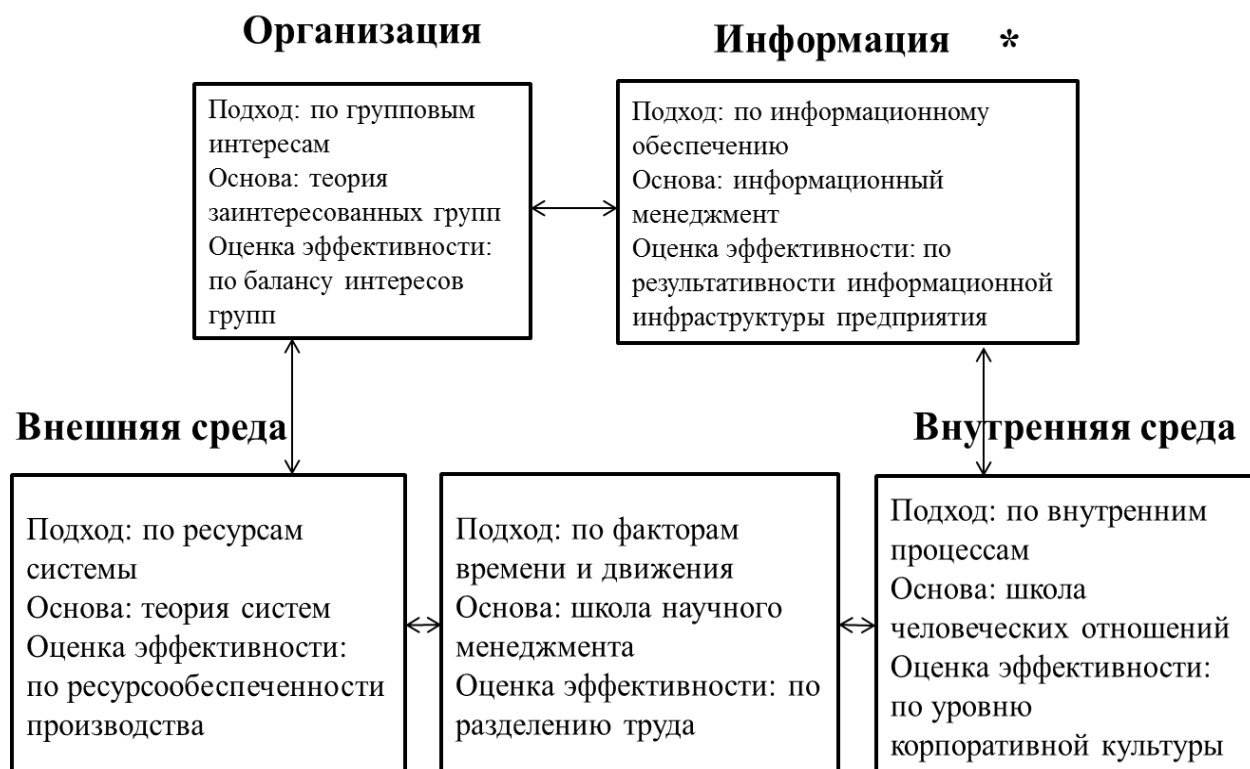 Организация
Информация *
Подход: по групповым
интересам
Основа: теория
заинтересованных групп
Оценка эффективности:
по балансу интересов
групп
Подход: по информационному
обеспечению
Основа: информационный
менеджмент
Оценка эффективности: по
результативности информационной
инфраструктуры предприятия
Внешняя среда
Внутренняя среда
Подход: по ресурсам
системы
Основа: теория систем
Оценка эффективности:
по ресурсообеспеченности
производства
Подход: по факторам
времени и движения
Основа: школа научного
менеджмента
Оценка эффективности: по
разделению труда
Подход: по внутренним
процессам
Основа: школа
человеческих отношений
Оценка эффективности:
по уровню
корпоративной культуры